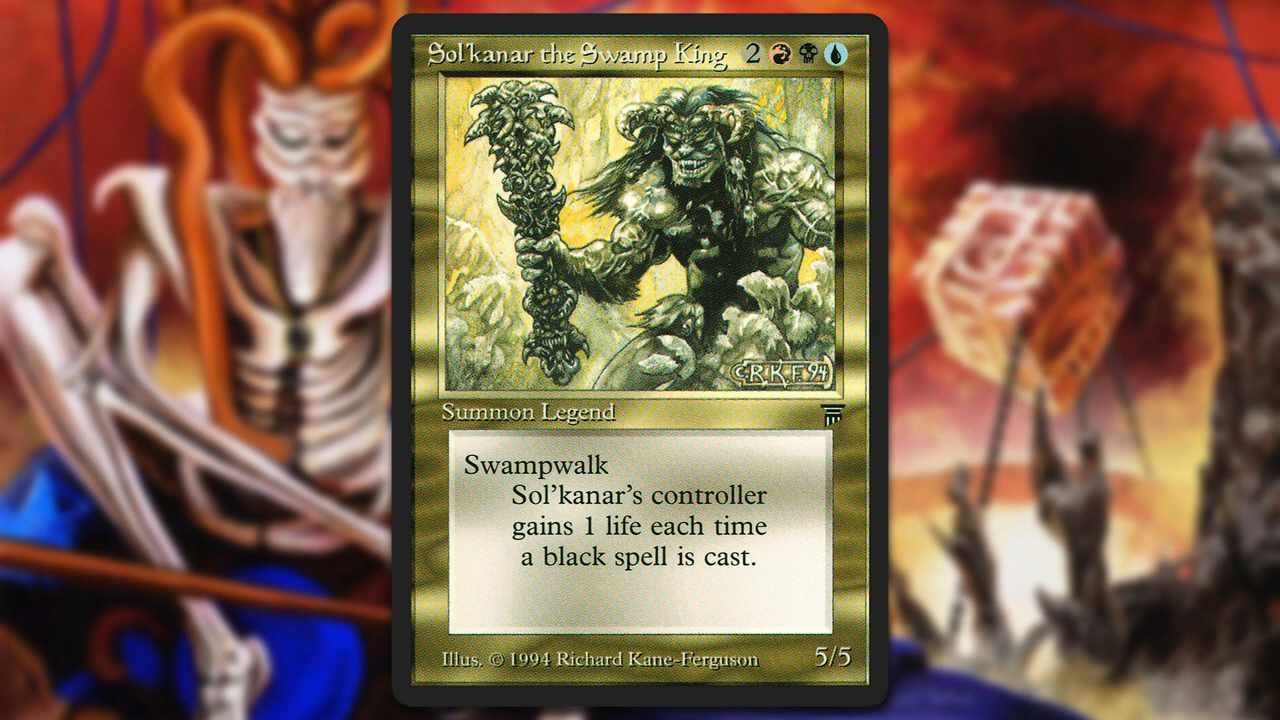 Sol'kanar the Swamp King 2
©R.K.F. 94
Summon Legend
Swampwalk
Sol'kanar's controller
gains 1 life each time
a black spell is cast.
Illus. © 1994 Richard Kane-Ferguson 5/5